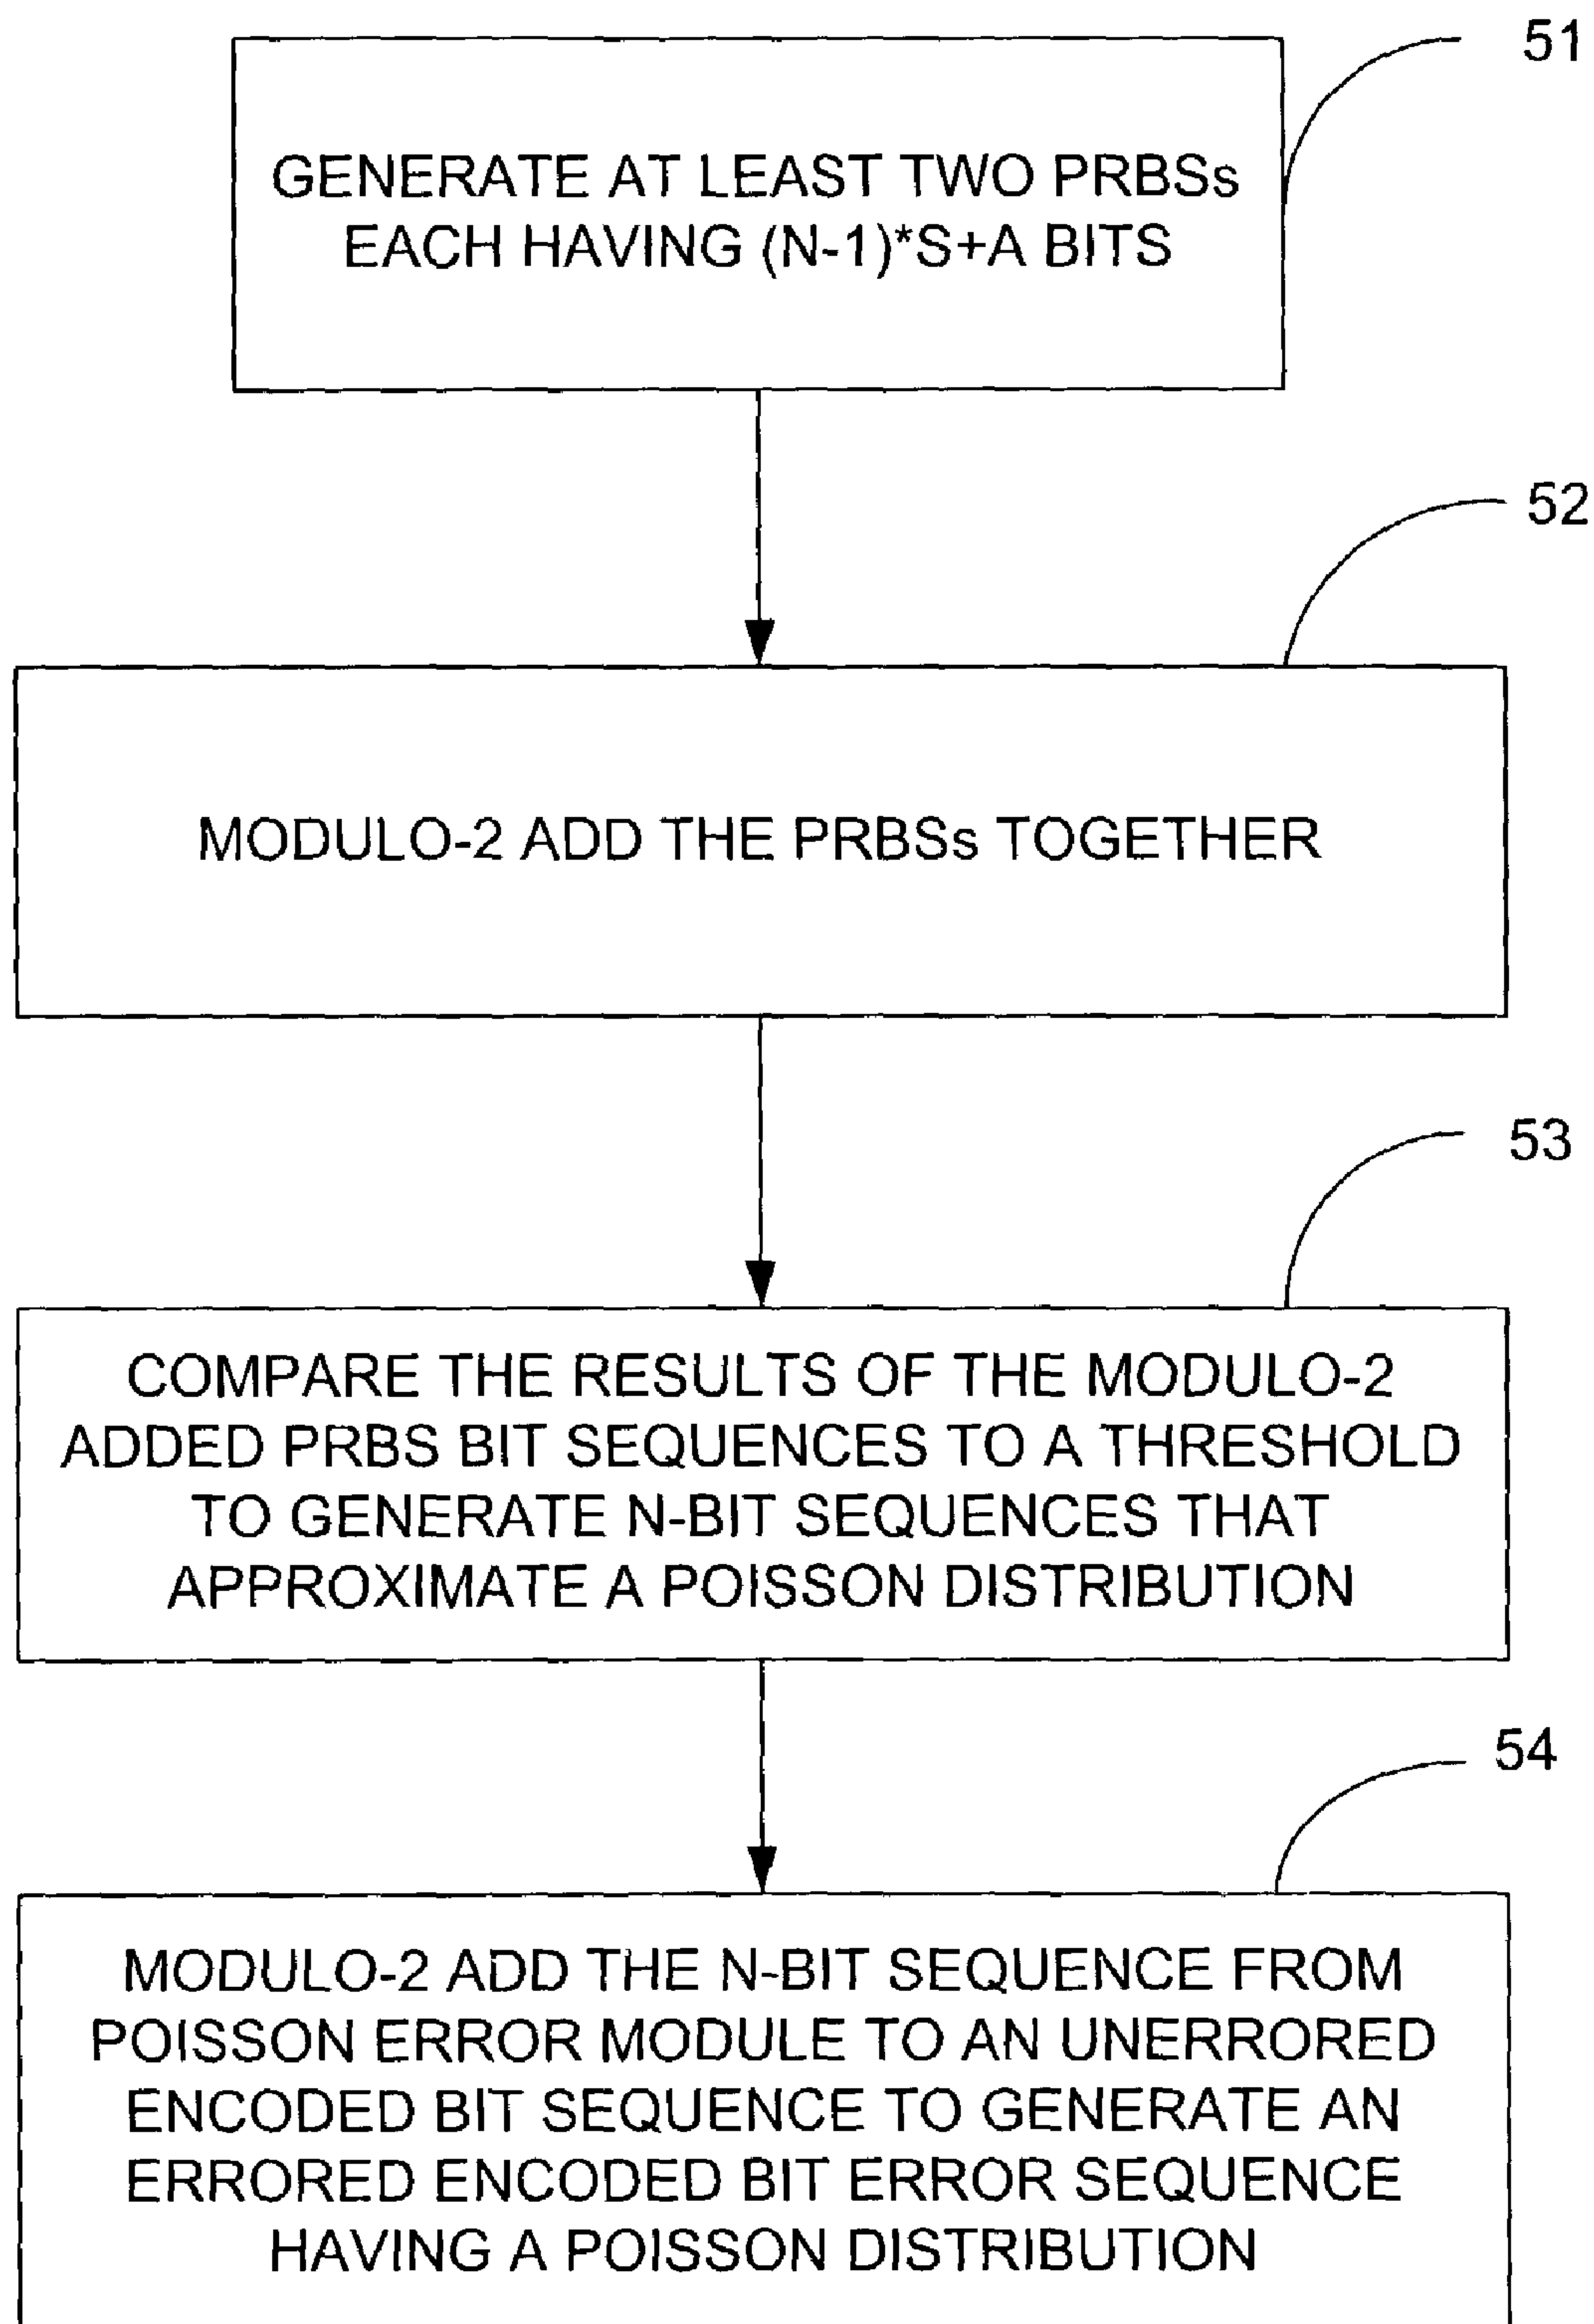 51
GENERATE AT LEAST TWO PRBSs
EACH HAVING (N-1)*S+A BITS
52
MODULO-2 ADD THE PRBSs TOGETHER
53
COMPARE THE RESULTS OF THE MODULO-2
ADDED PRBS BIT SEQUENCES TO A THRESHOLD
TO GENERATE N-BIT SEQUENCES THAT
APPROXIMATE A POISSON DISTRIBUTION
54
MODULO-2 ADD THE N-BIT SEQUENCE FROM
POISSON ERROR MODULE TO AN UNERRORED
ENCODED BIT SEQUENCE TO GENERATE AN
ERRORED ENCODED BIT ERROR SEQUENCE
HAVING A POISSON DISTRIBUTION